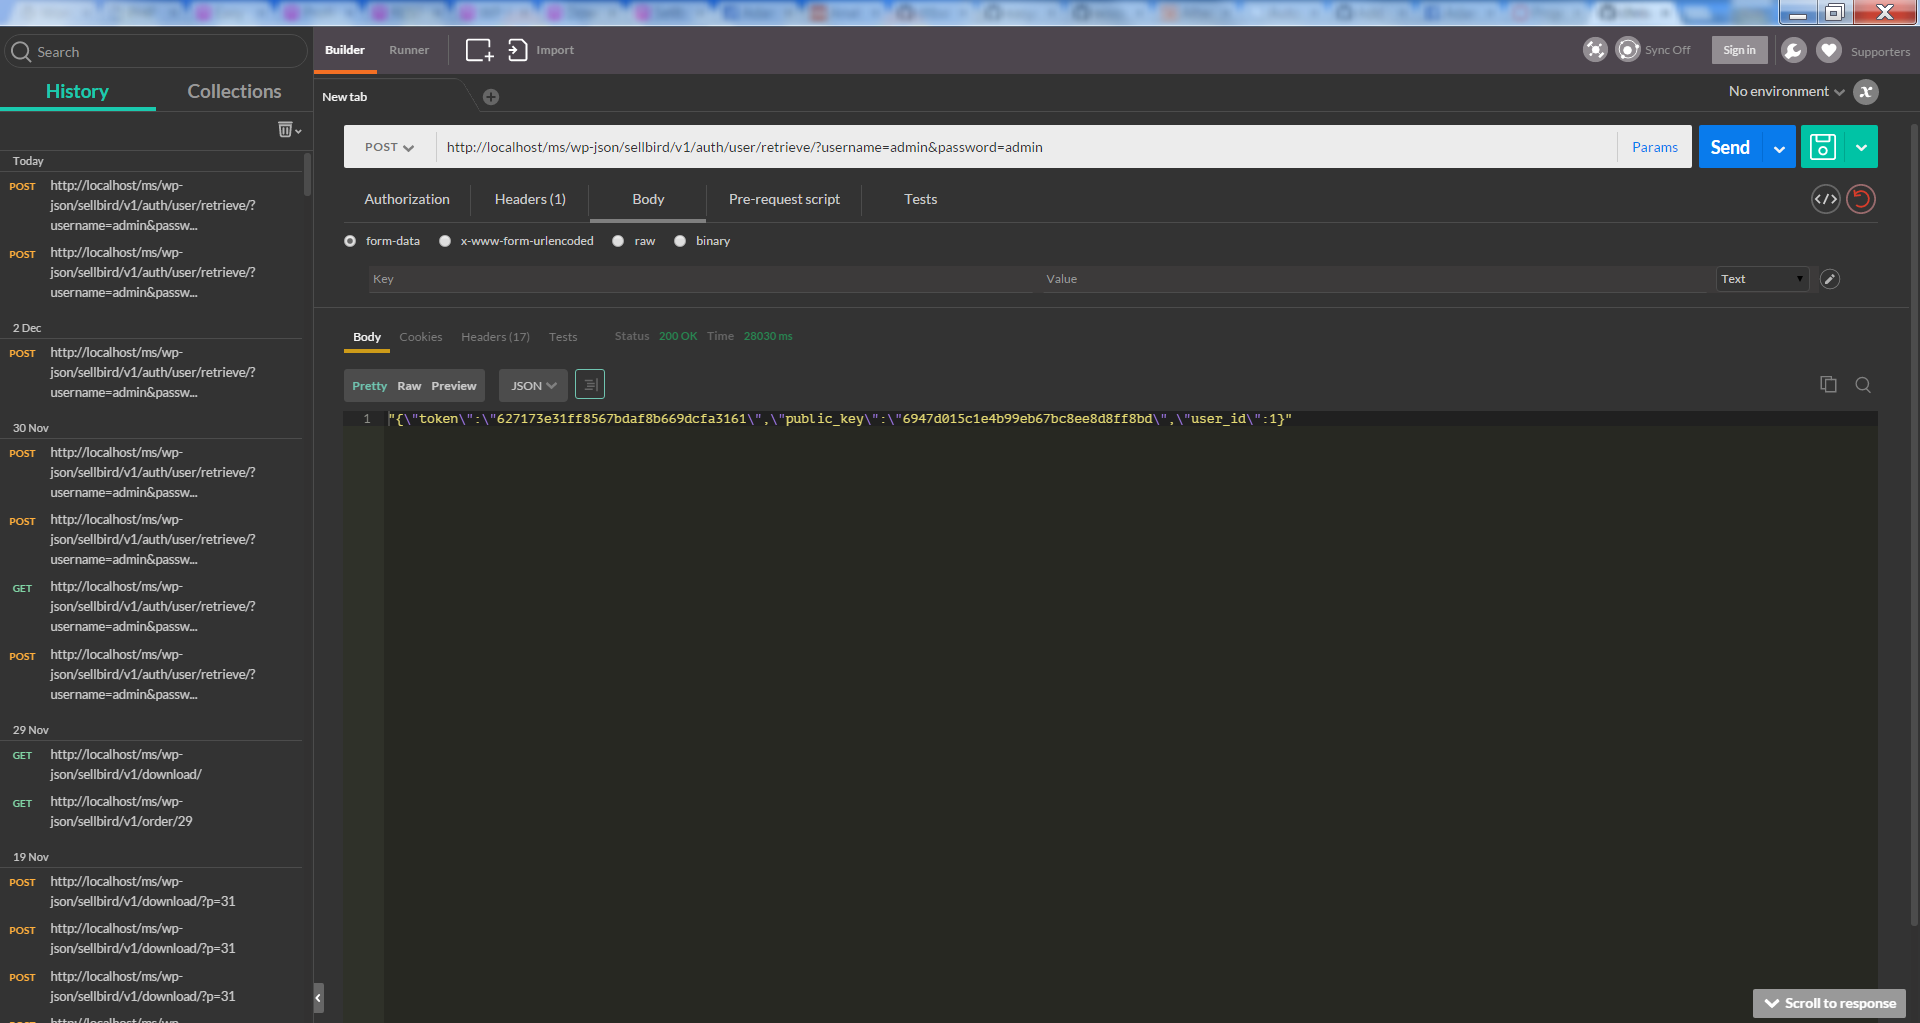 Search
History
Collections
Today
POST
http://localhost/ms/wp-
json/sellbird/v1/auth/user/retrieve/?
username=admin&passw...
POST
http://localhost/ms/wp-
json/sellbird/v1/auth/user/retrieve/?
username=admin&passw...
2 Dec
POST
http://localhost/ms/wp-
json/sellbird/v1/auth/user/retrieve/?
username=admin&passw...
30 Nov
POST
http://localhost/ms/wp-
json/sellbird/v1/auth/user/retrieve/?
username=admin&passw...
POST
http://localhost/ms/wp-
json/sellbird/v1/auth/user/retrieve/?
username=admin&passw...
GET
http://localhost/ms/wp-
json/sellbird/v1/auth/user/retrieve/?
username=admin&passw...
POST
http://localhost/ms/wp-
json/sellbird/v1/auth/user/retrieve/?
username=admin&passw...
29 Nov
GET
http://localhost/ms/wp-
json/sellbird/v1/download/
GET
http://localhost/ms/wp-
json/sellbird/v1/order/29
19 Nov
POST
http://localhost/ms/wp-
json/sellbird/v1/download/?p=31
POST
http://localhost/ms/wp-
json/sellbird/v1/download/?p=31
POST
http://localhost/ms/wp-
json/sellbird/v1/download/?p=31
http://localhost/ms/wp-
Builder Runner Import Sync Off Sign in Supporters
New tab No environment x
POST http://localhost/ms/wp-json/sellbird/v1/auth/user/retrieve/?username=admin&password=admin Params Send
Authorization Headers (1) Body Pre-request script Tests
form-data x-www-form-urlencoded raw binary
Key Value Text
Body Cookies Headers (17) Tests Status 200 OK Time 28030 ms
Pretty Raw Preview JSON
1 "{\"token\":\"627173e31ff8567bdaf8b669dcfa3161\",\"public_key\":\"6947d015c1e4b99eb67bc8ee8d8ff8bd\",\"user_id\":1}"
Scroll to response